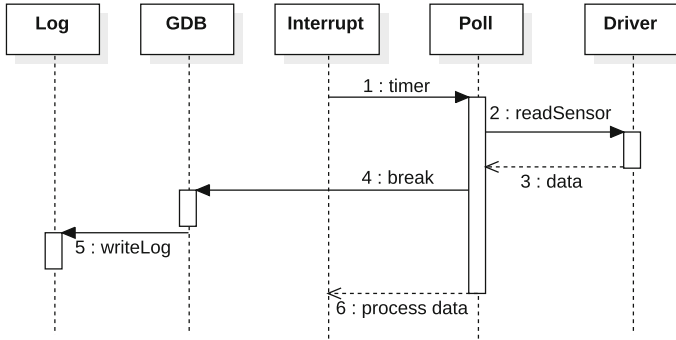 Log
GDB
Interrupt
Poll
Driver
1 : timer
2 : readSensor
3 : data
4 : break
5 : writeLog
6 : process data